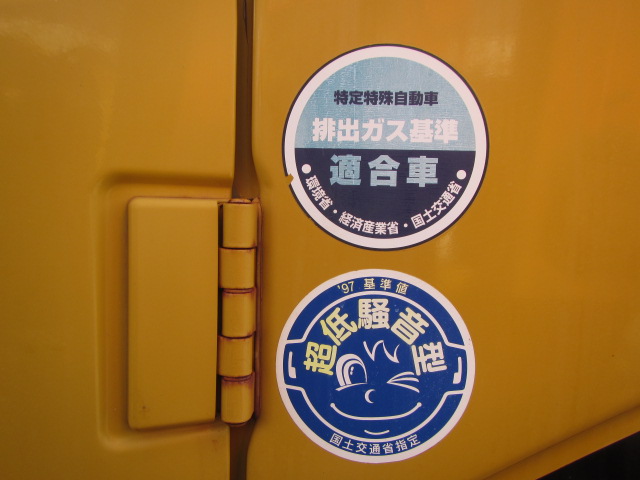 特定特殊自動車
排出ガス基準
適合車
・環境省・経済産業省・国土交通省・
'97 基準値
超低騒音型
国土交通省指定